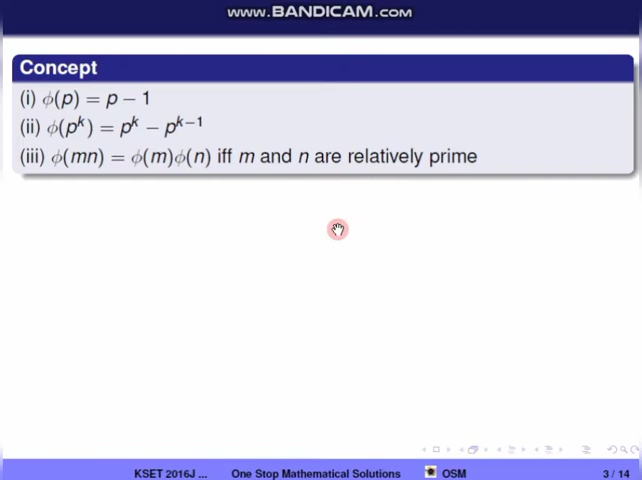 www.BANDICAM.com
Concept
(i) ϕ(p) = p − 1
(ii) ϕ(p^k) = p^k − p^{k−1}
(iii) ϕ(mn) = ϕ(m)ϕ(n) iff m and n are relatively prime
KSET 2016J ... One Stop Mathematical Solutions OSM 3 / 14